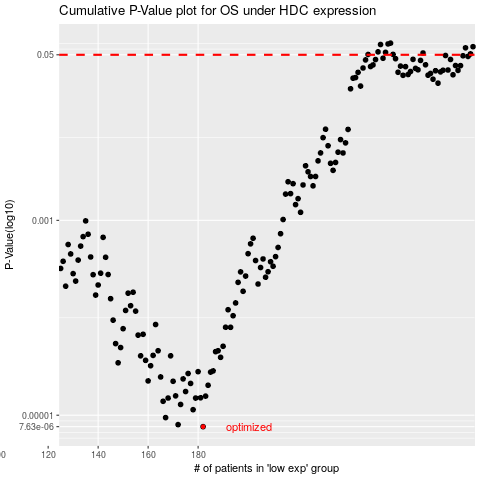 Cumulative P-Value plot for OS under HDC expression
P-Value(log10)
0.05
0.001
0.00001
7.63e-06
optimized
00 120 140 160 180
# of patients in 'low exp' group